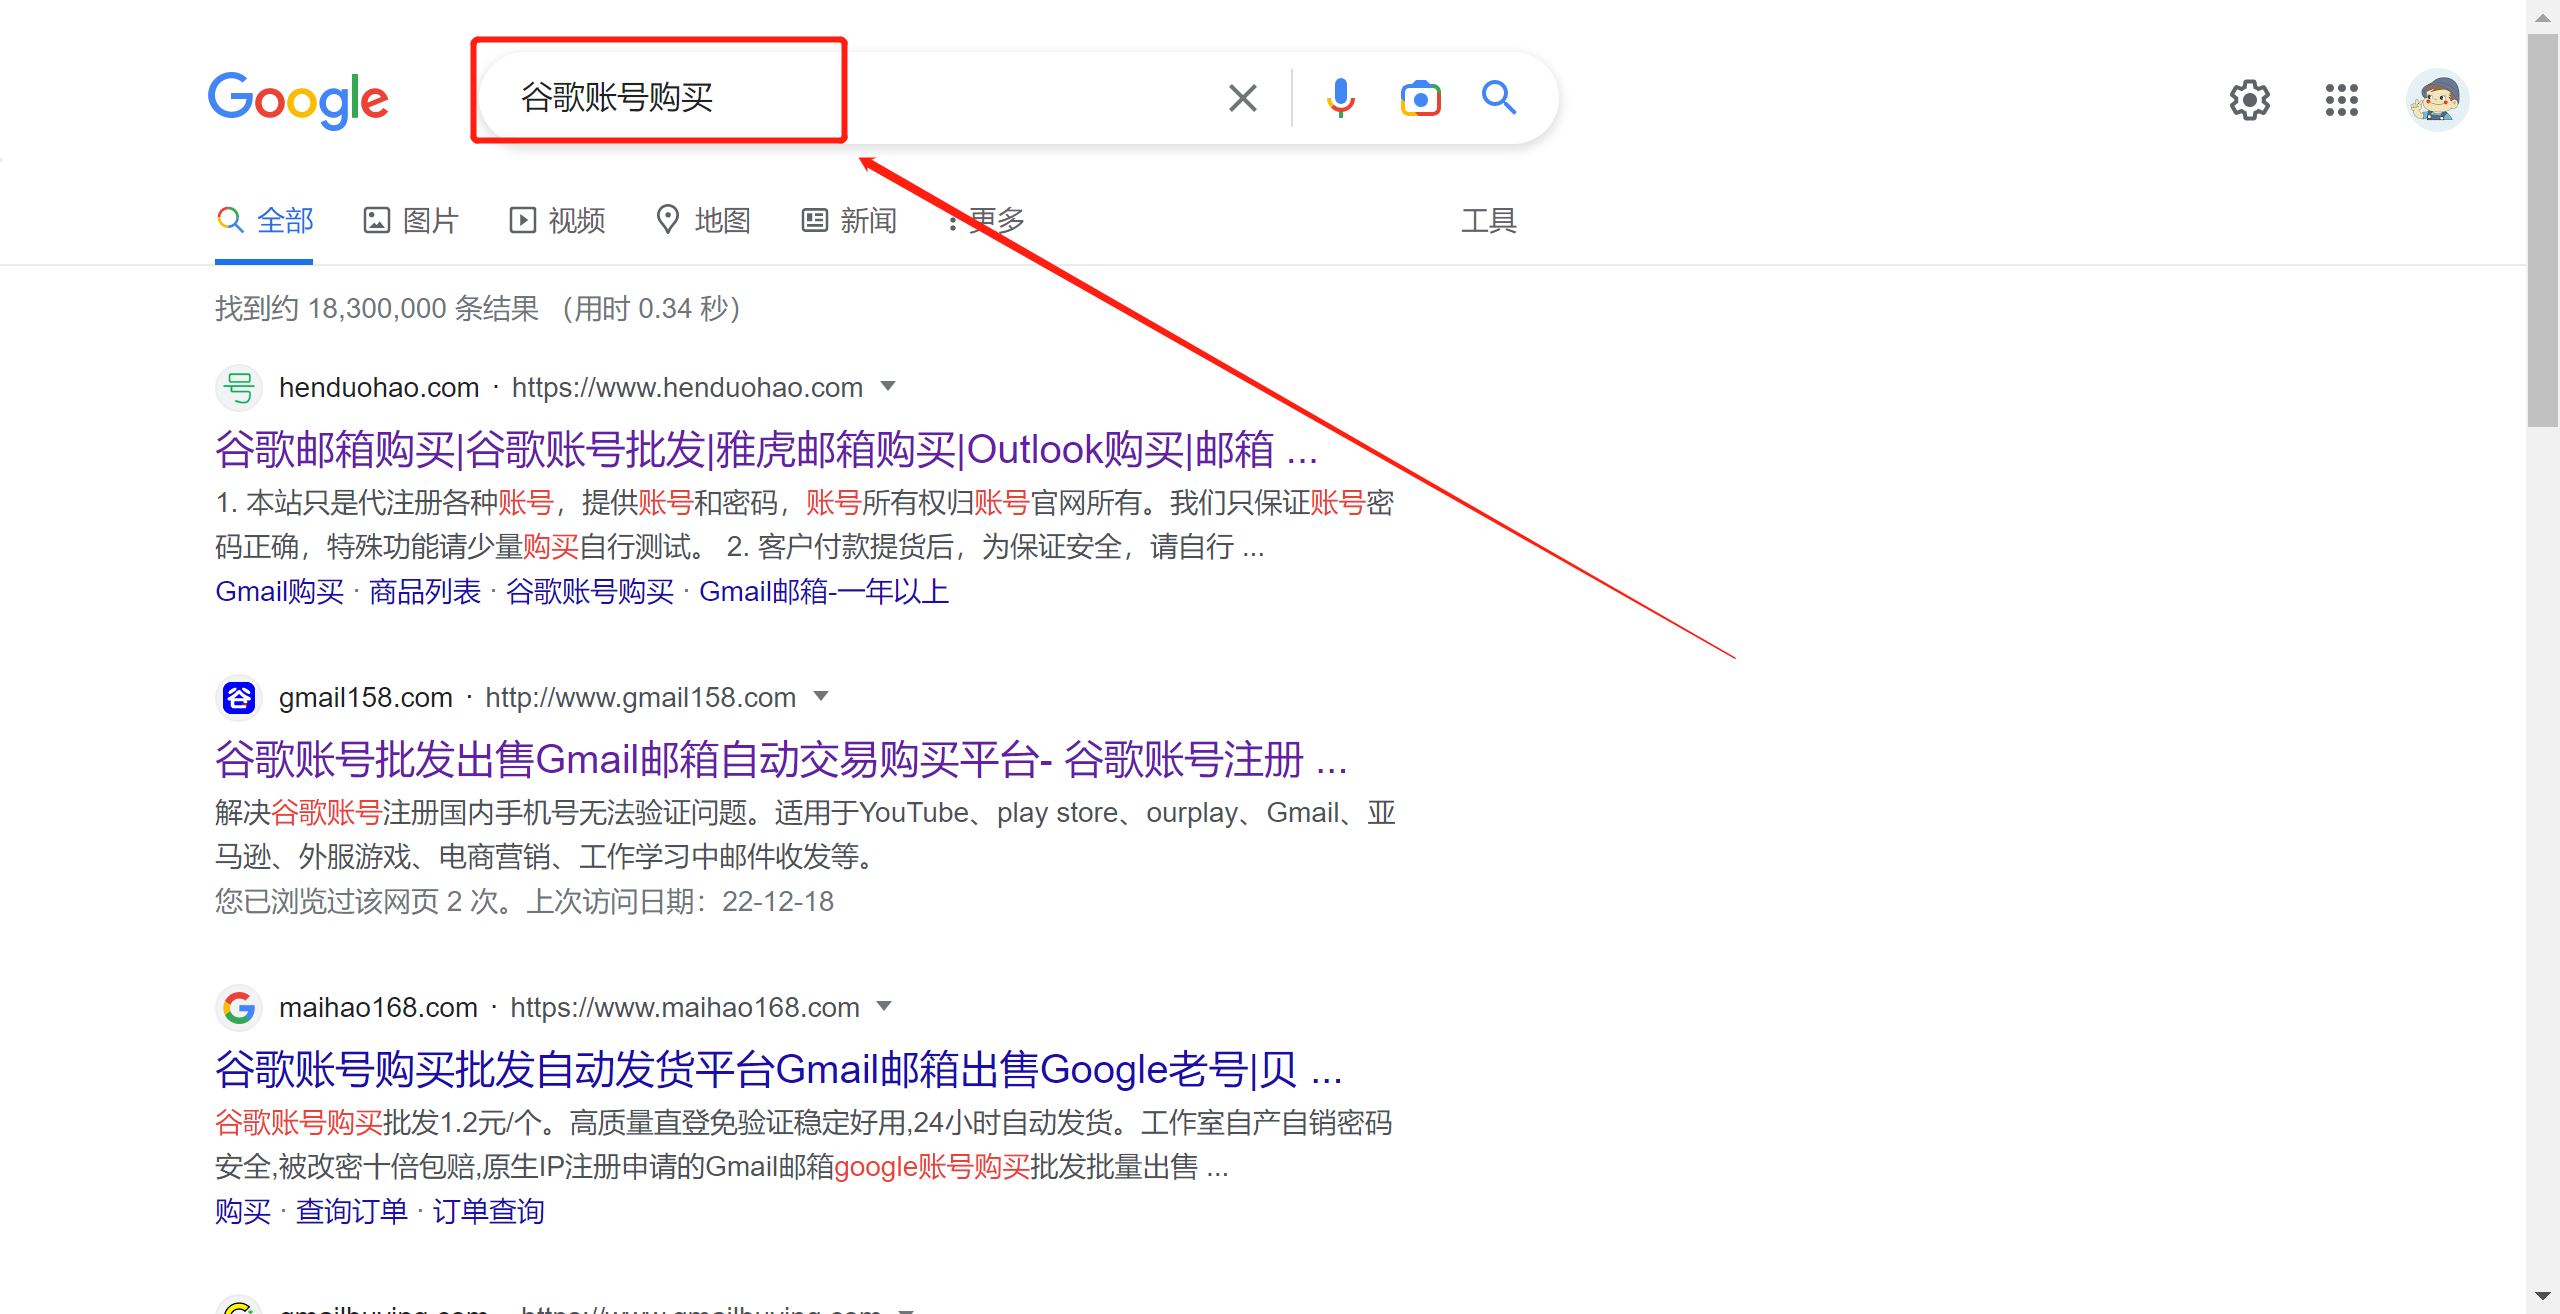 Google
谷歌账号购买
全部 图片 视频 地图 新闻 更多 工具
找到约 18,300,000 条结果 （用时 0.34 秒）
henduohao.com · https://www.henduohao.com
谷歌邮箱购买|谷歌账号批发|雅虎邮箱购买|Outlook购买|邮箱 ...
1. 本站只是代注册各种账号，提供账号和密码，账号所有权归账号官网所有。我们只保证账号密
码正确，特殊功能请少量购买自行测试。 2. 客户付款提货后，为保证安全，请自行 ...
Gmail购买 · 商品列表 · 谷歌账号购买 · Gmail邮箱-一年以上
谷
gmail158.com · http://www.gmail158.com
谷歌账号批发出售Gmail邮箱自动交易购买平台- 谷歌账号注册 ...
解决谷歌账号注册国内手机号无法验证问题。适用于YouTube、play store、ourplay、Gmail、亚
马逊、外服游戏、电商营销、工作学习中邮件收发等。
您已浏览过该网页 2 次。上次访问日期：22-12-18
maihao168.com · https://www.maihao168.com
谷歌账号购买批发自动发货平台Gmail邮箱出售Google老号|贝 ...
谷歌账号购买批发1.2元/个。高质量直登免验证稳定好用,24小时自动发货。工作室自产自销密码
安全,被改密十倍包赔,原生IP注册申请的Gmail邮箱google账号购买批发批量出售 ...
购买 · 查询订单 · 订单查询
gmailbuying.com · https://www.gmailbuying.com